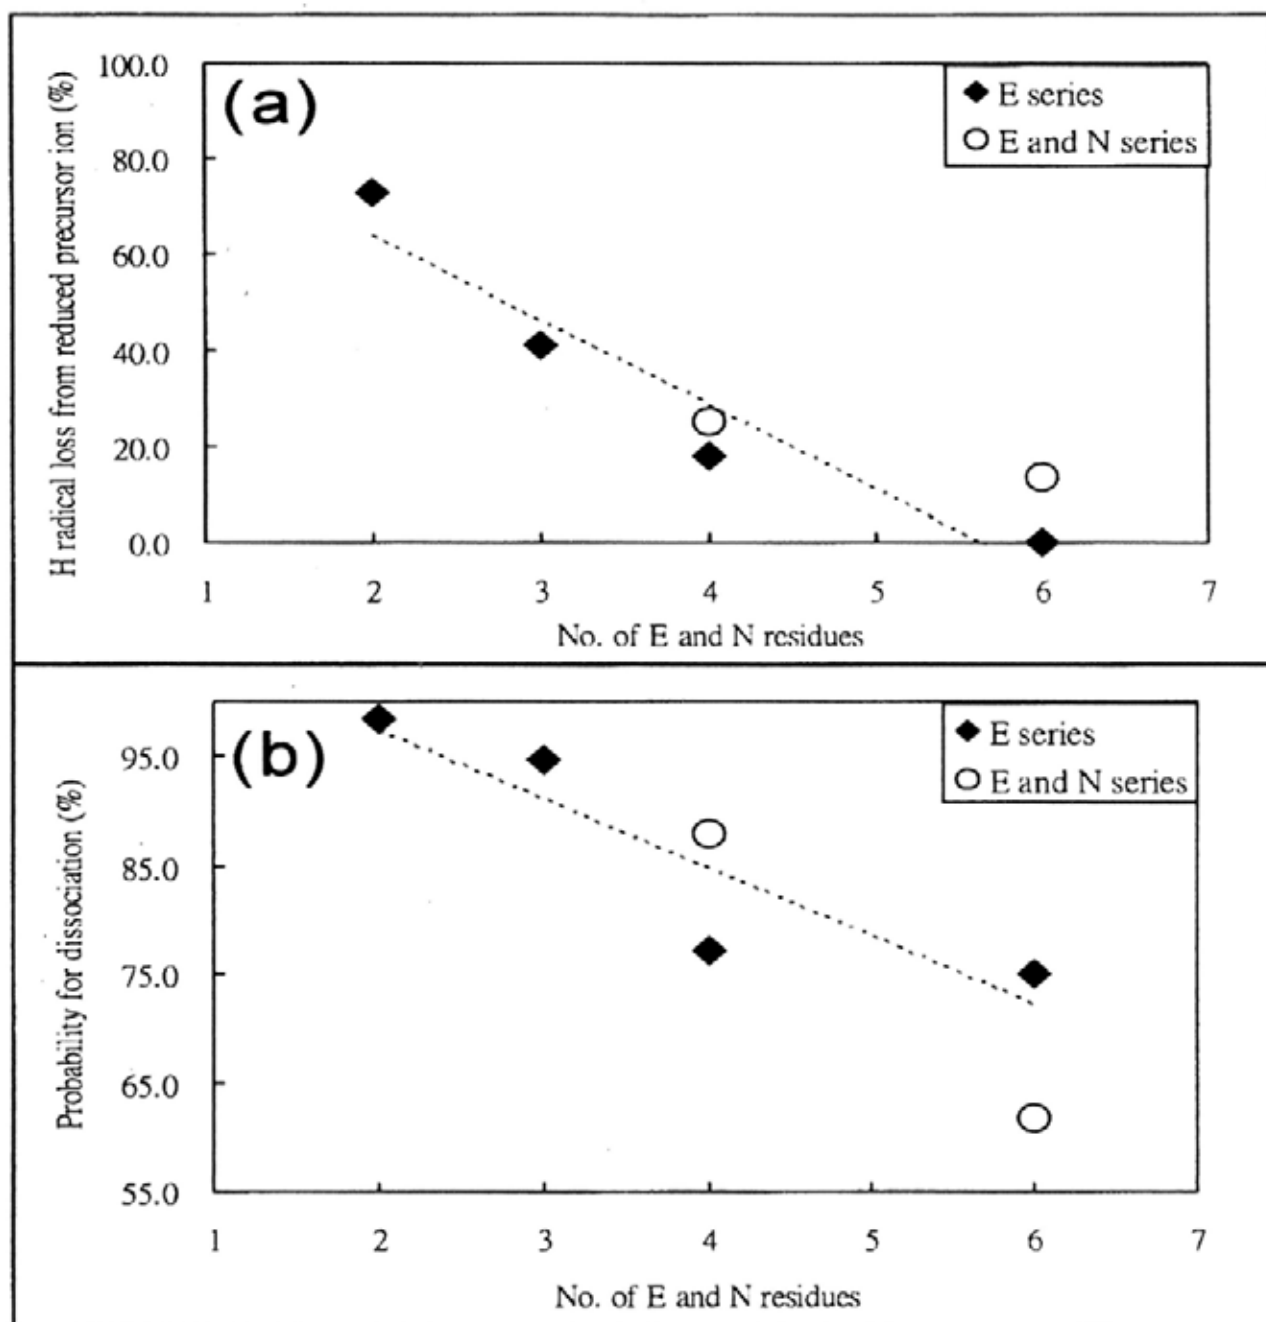 (a)
E series
E and N series
H radical loss from reduced precursor ion (%)
100.0
80.0
60.0
40.0
20.0
0.0
1 2 3 4 5 6 7
No. of E and N residues
(b)
E series
E and N series
Probability for dissociation (%)
95.0
85.0
75.0
65.0
55.0
1 2 3 4 5 6 7
No. of E and N residues